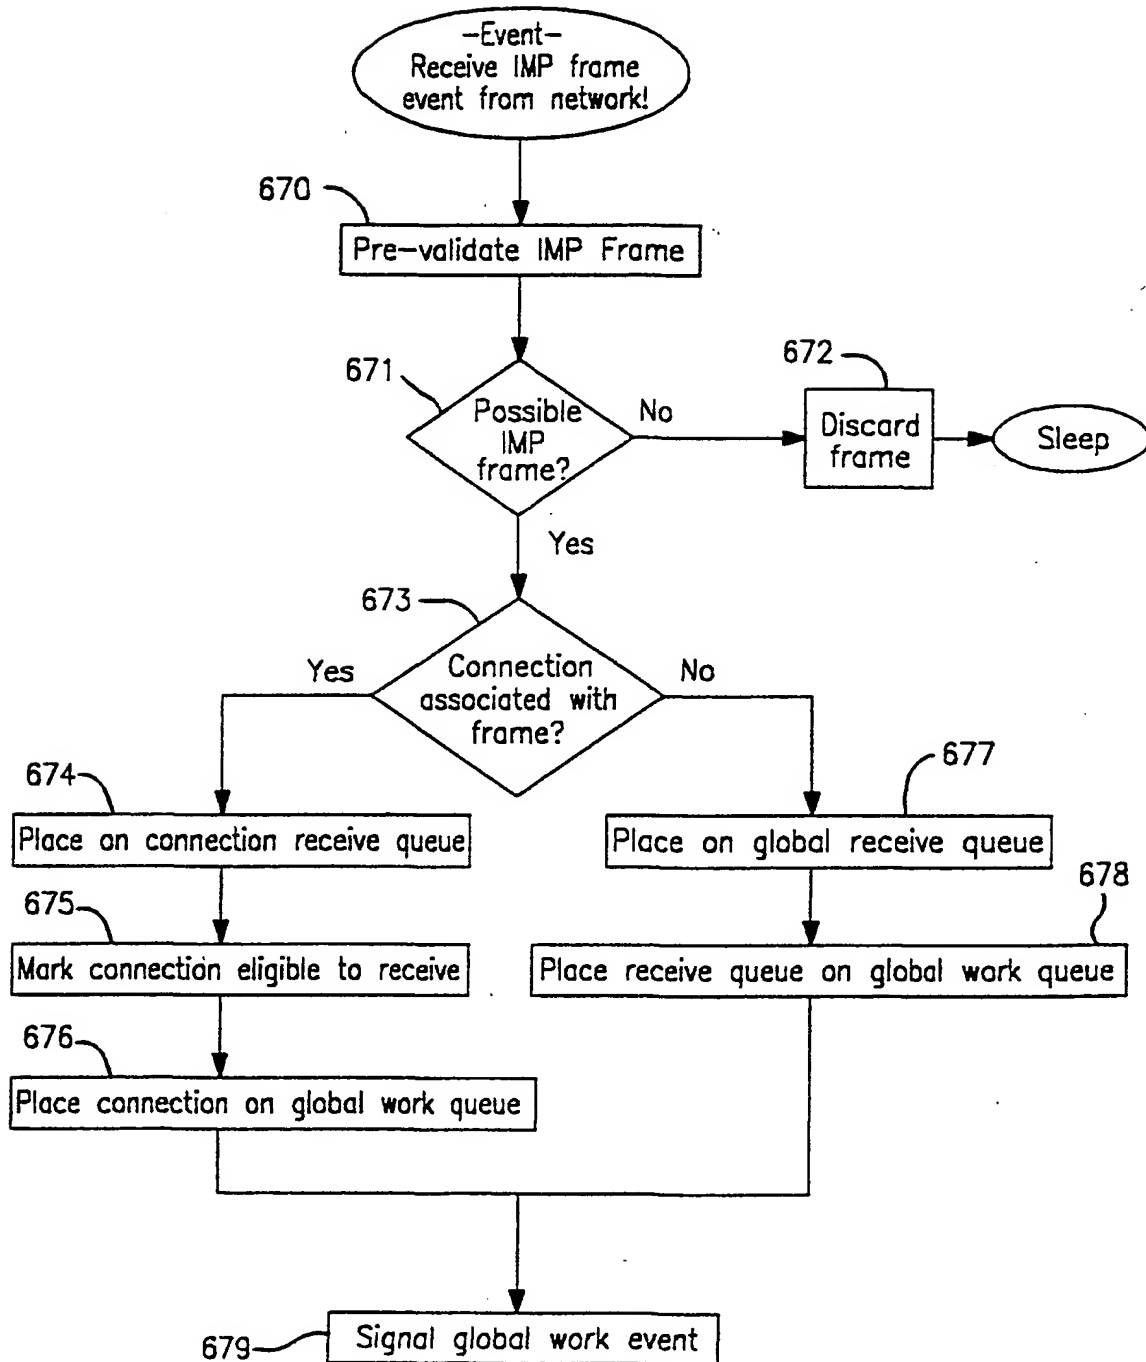 -Event-
Receive IMP frame
event from network!
670
Pre-validate IMP Frame
671
Possible
IMP
frame?
No
672
Discard
frame
Sleep
Yes
673
Connection
associated with
frame?
Yes
No
674
Place on connection receive queue
677
Place on global receive queue
675
Mark connection eligible to receive
678
Place receive queue on global work queue
676
Place connection on global work queue
679
Signal global work event